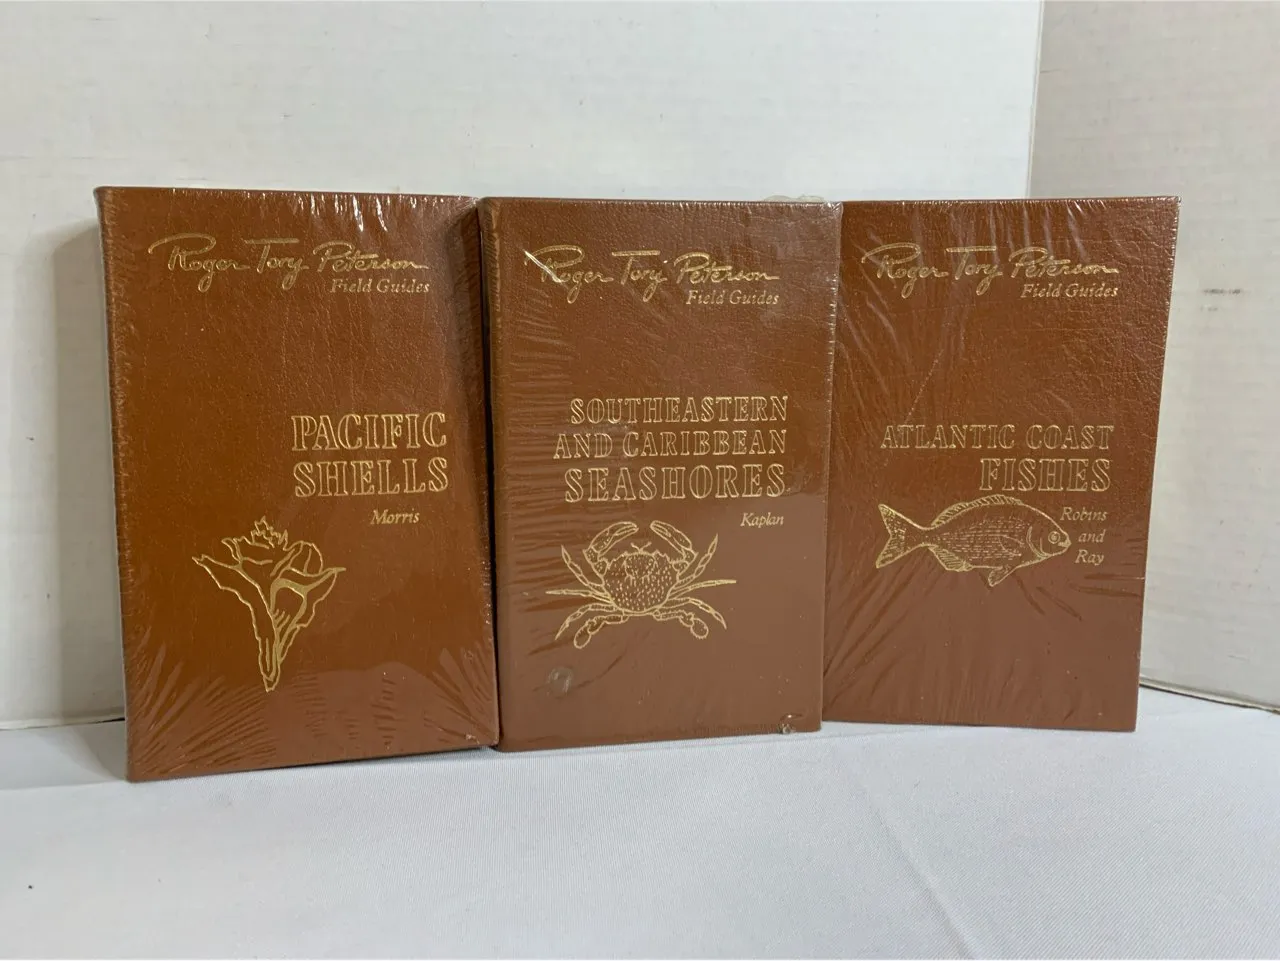 Roger Tory Peterson
Field Guides
PACIFIC
SHELLS
Morris
Roger Tory Peterson
Field Guides
SOUTHEASTERN
AND CARIBBEAN
SEASHORES
Kaplan
Roger Tory Peterson
Field Guides
ATLANTIC COAST
FISHES
Robins
and
Ray